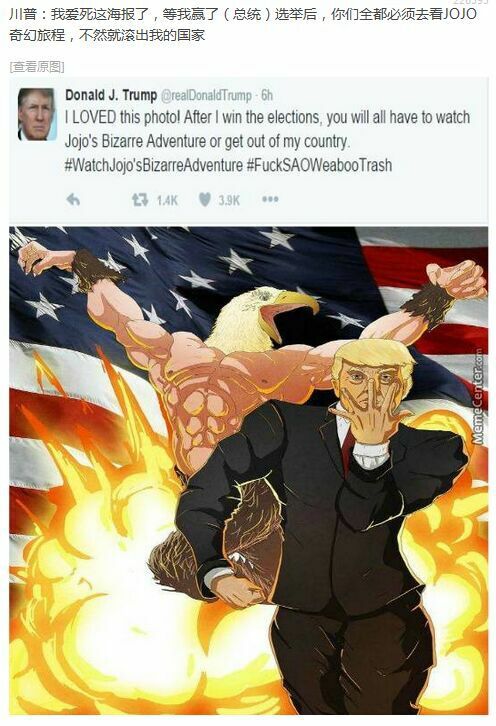 川普：我爱死这海报了，等我赢了（总统）选举后，你们全都必须去看JOJO
奇幻旅程，不然就滚出我的国家
[查看原图]
Donald J. Trump @realDonaldTrump · 6h
I LOVED this photo! After I win the elections, you will all have to watch
Jojo's Bizarre Adventure or get out of my country.
#WatchJojo'sBizarreAdventure #FuckSAOWeabooTrash
1.4K 3.9K
MemeCenter.com